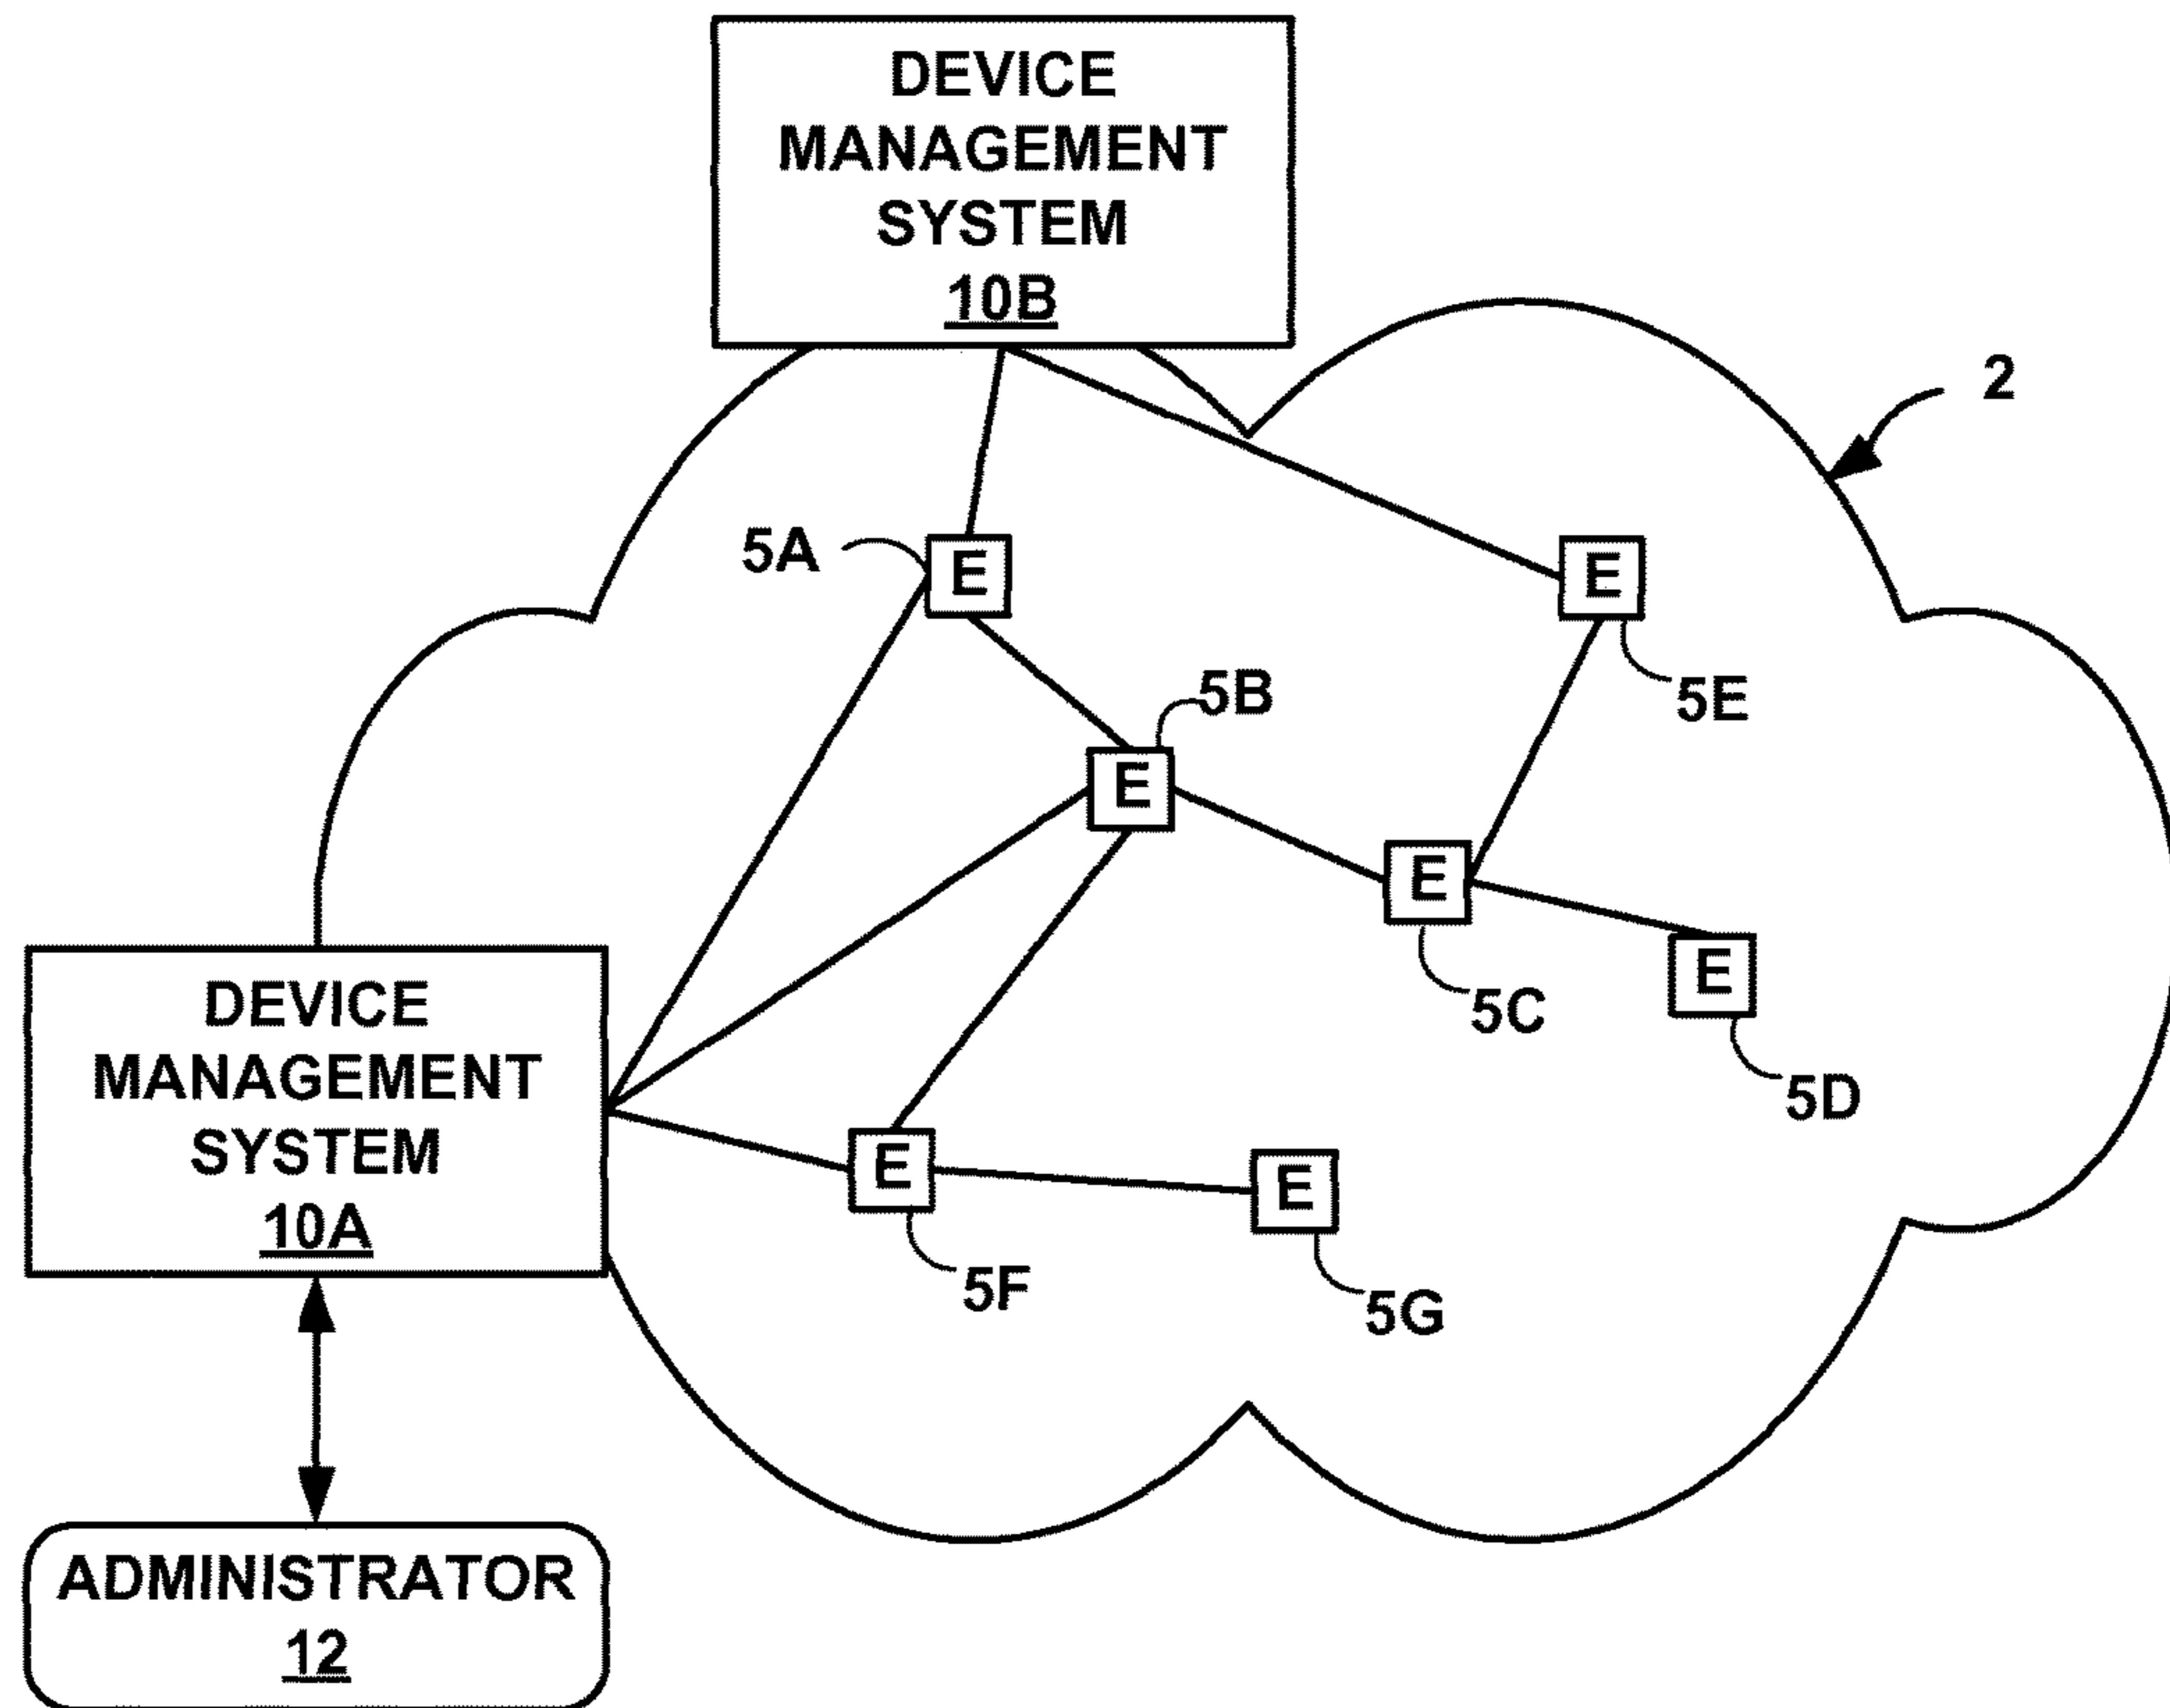 DEVICE
MANAGEMENT
SYSTEM
10B
2
5A
E
E
5B
5E
E
E
5C
E
5D
DEVICE
MANAGEMENT
SYSTEM
10A
E
5F
E
5G
ADMINISTRATOR
12